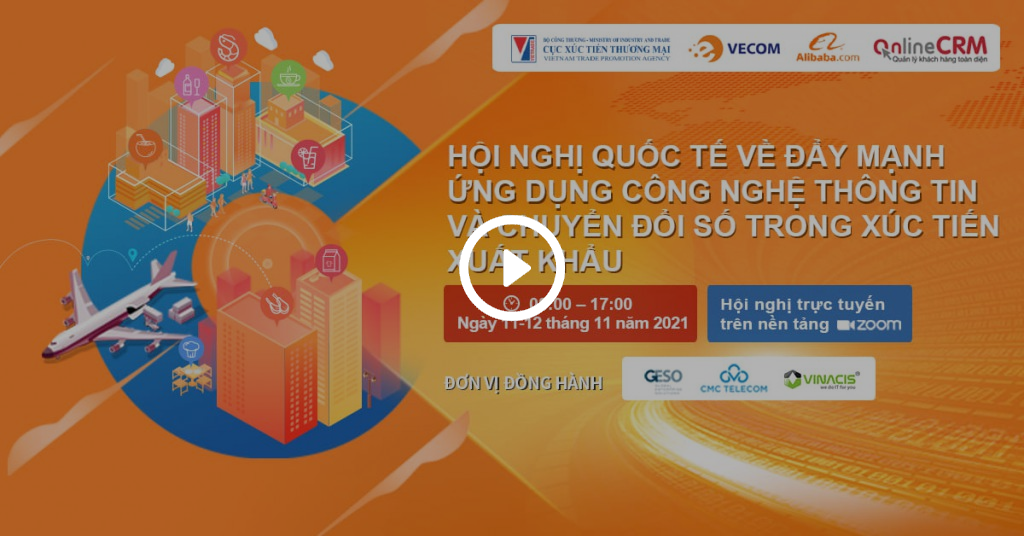 BỘ CÔNG THƯƠNG - MINISTRY OF INDUSTRY AND TRADE
CỤC XÚC TIẾN THƯƠNG MẠI
VIETNAM TRADE PROMOTION AGENCY
VECOM
Alibaba.com
OnlineCRM
Quản lý khách hàng toàn diện
HỘI NGHỊ QUỐC TẾ VỀ ĐẨY MẠNH
ỨNG DỤNG CÔNG NGHỆ THÔNG TIN
VÀ CHUYỂN ĐỔI SỐ TRONG XÚC TIẾN
XUẤT KHẨU
:00 – 17:00
Ngày 11-12 tháng 11 năm 2021
Hội nghị trực tuyến
trên nền tảng zoom
ĐƠN VỊ ĐỒNG HÀNH
GESO
CMC TELECOM
VINACIS®
we do IT for you